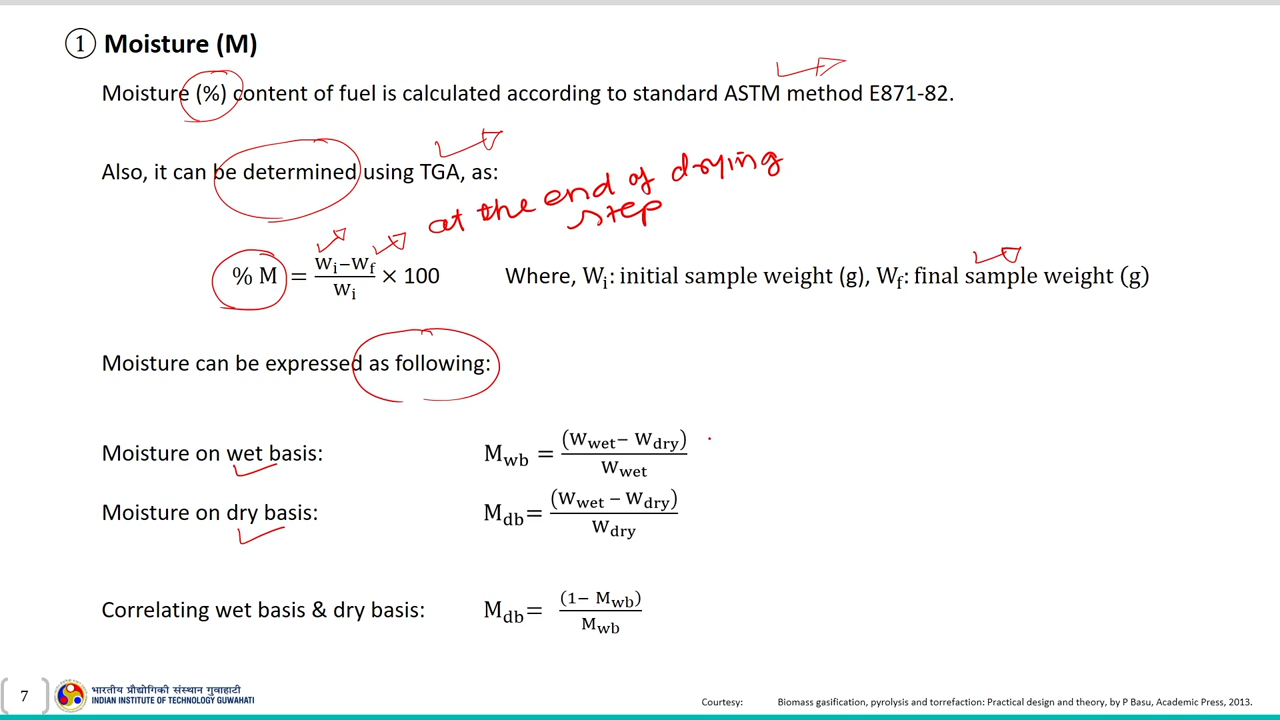 ① Moisture (M)
Moisture (%) content of fuel is calculated according to standard ASTM method E871-82.
Also, it can be determined using TGA, as:
at the end of drying
step
% M = (Wi−Wf)/Wi × 100 Where, Wi: initial sample weight (g), Wf: final sample weight (g)
Moisture can be expressed as following:
Moisture on wet basis: Mwb = (Wwet− Wdry)/Wwet
Moisture on dry basis: Mdb= (Wwet − Wdry)/Wdry
Correlating wet basis & dry basis: Mdb= (1− Mwb)/Mwb
7
भारतीय प्रौद्योगिकी संस्थान गुवाहाटी
INDIAN INSTITUTE OF TECHNOLOGY GUWAHATI
Courtesy: Biomass gasification, pyrolysis and torrefaction: Practical design and theory, by P Basu, Academic Press, 2013.